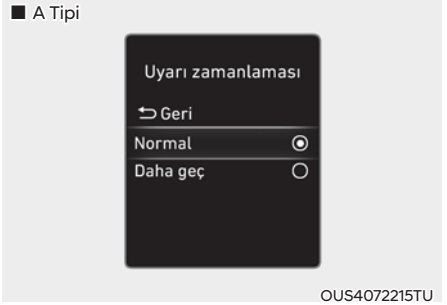 ■ A Tipi
Uyarı zamanlaması
Geri
Normal
Daha geç
OUS4072215TU